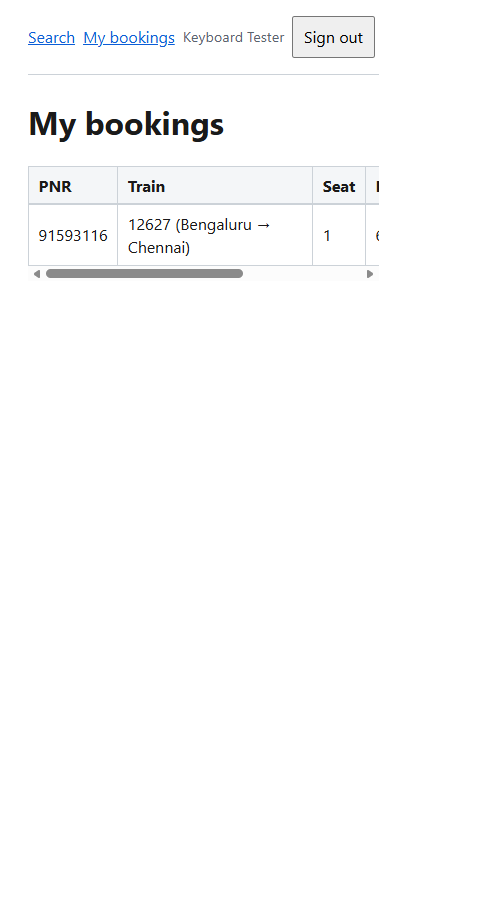 Search My bookings Keyboard Tester Sign out
My bookings
PNR Train Seat
91593116 12627 (Bengaluru → Chennai) 1